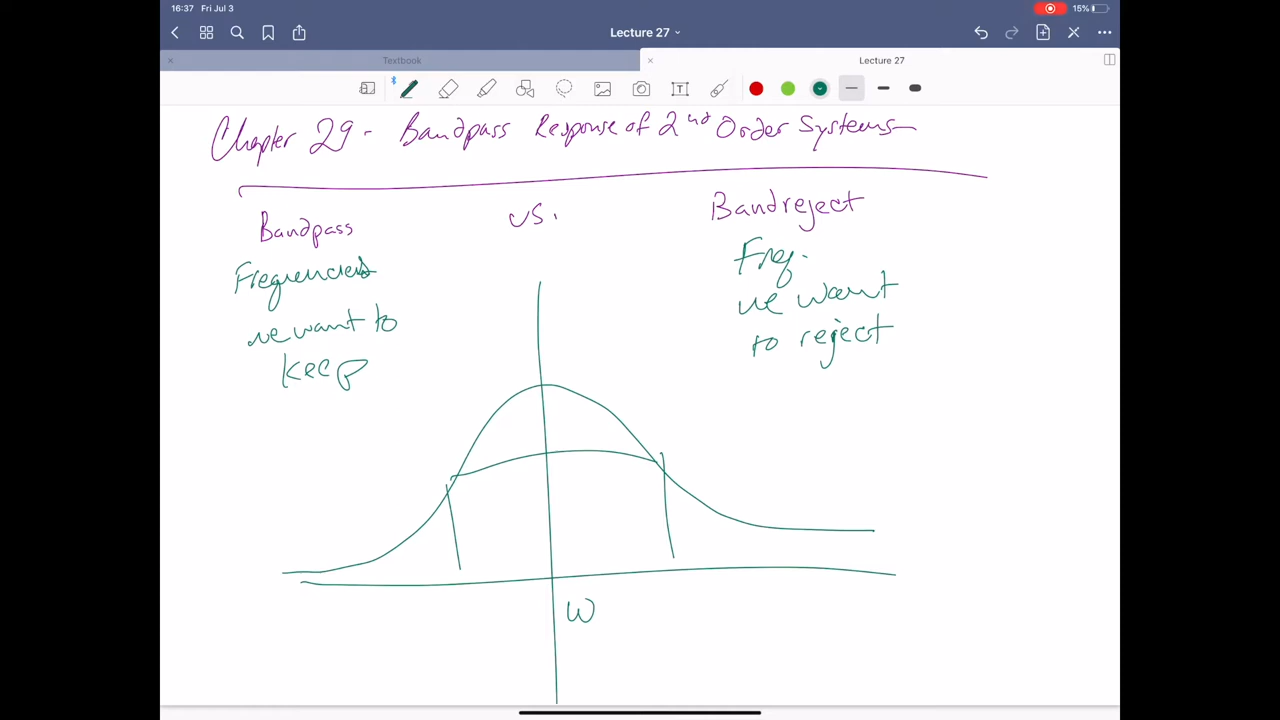 16:37 Fri Jul 3
15%
Lecture 27
Textbook
Lecture 27
Chapter 29 - Bandpass Response of 2nd Order Systems
Bandpass
vs.
Bandreject
Frequencies
we want to
keep
Freq.
we want
to reject
W